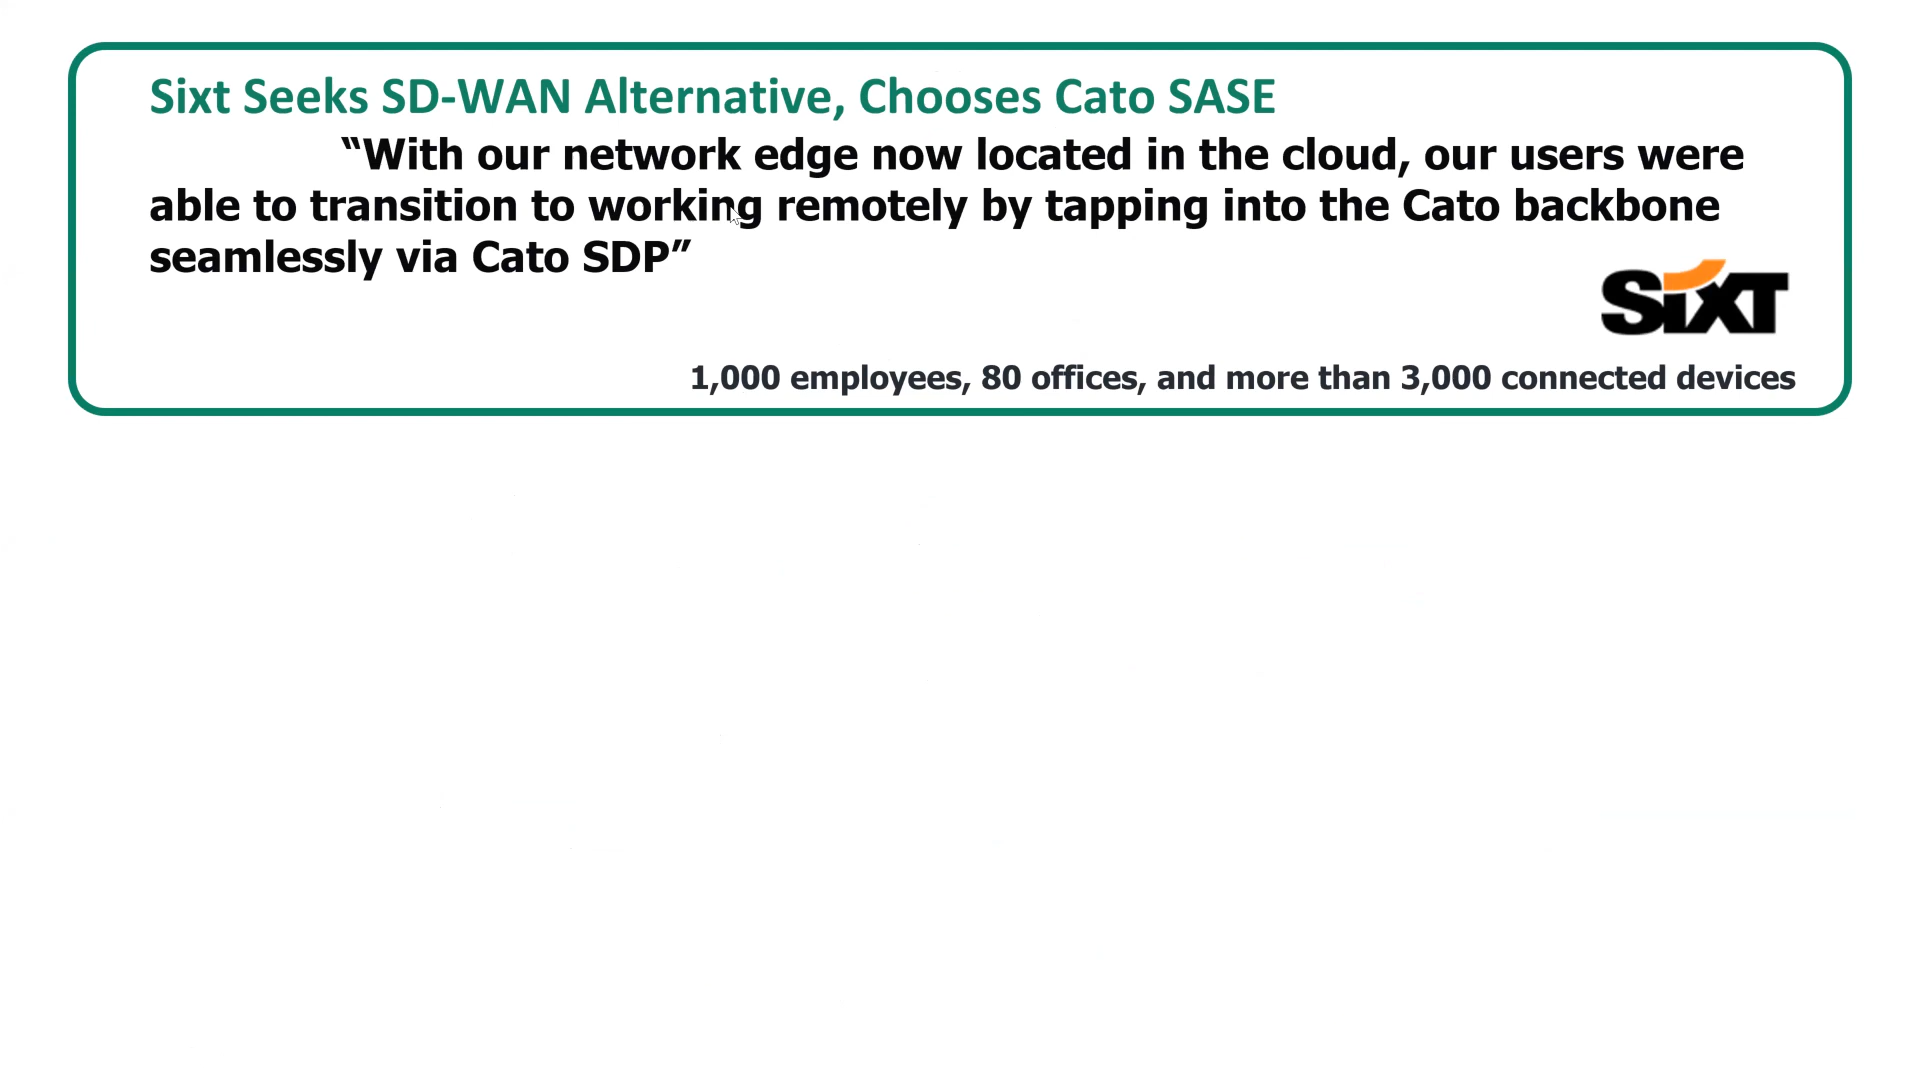 Sixt Seeks SD-WAN Alternative, Chooses Cato SASE
“With our network edge now located in the cloud, our users were
able to transition to working remotely by tapping into the Cato backbone
seamlessly via Cato SDP”
SiXT
1,000 employees, 80 offices, and more than 3,000 connected devices